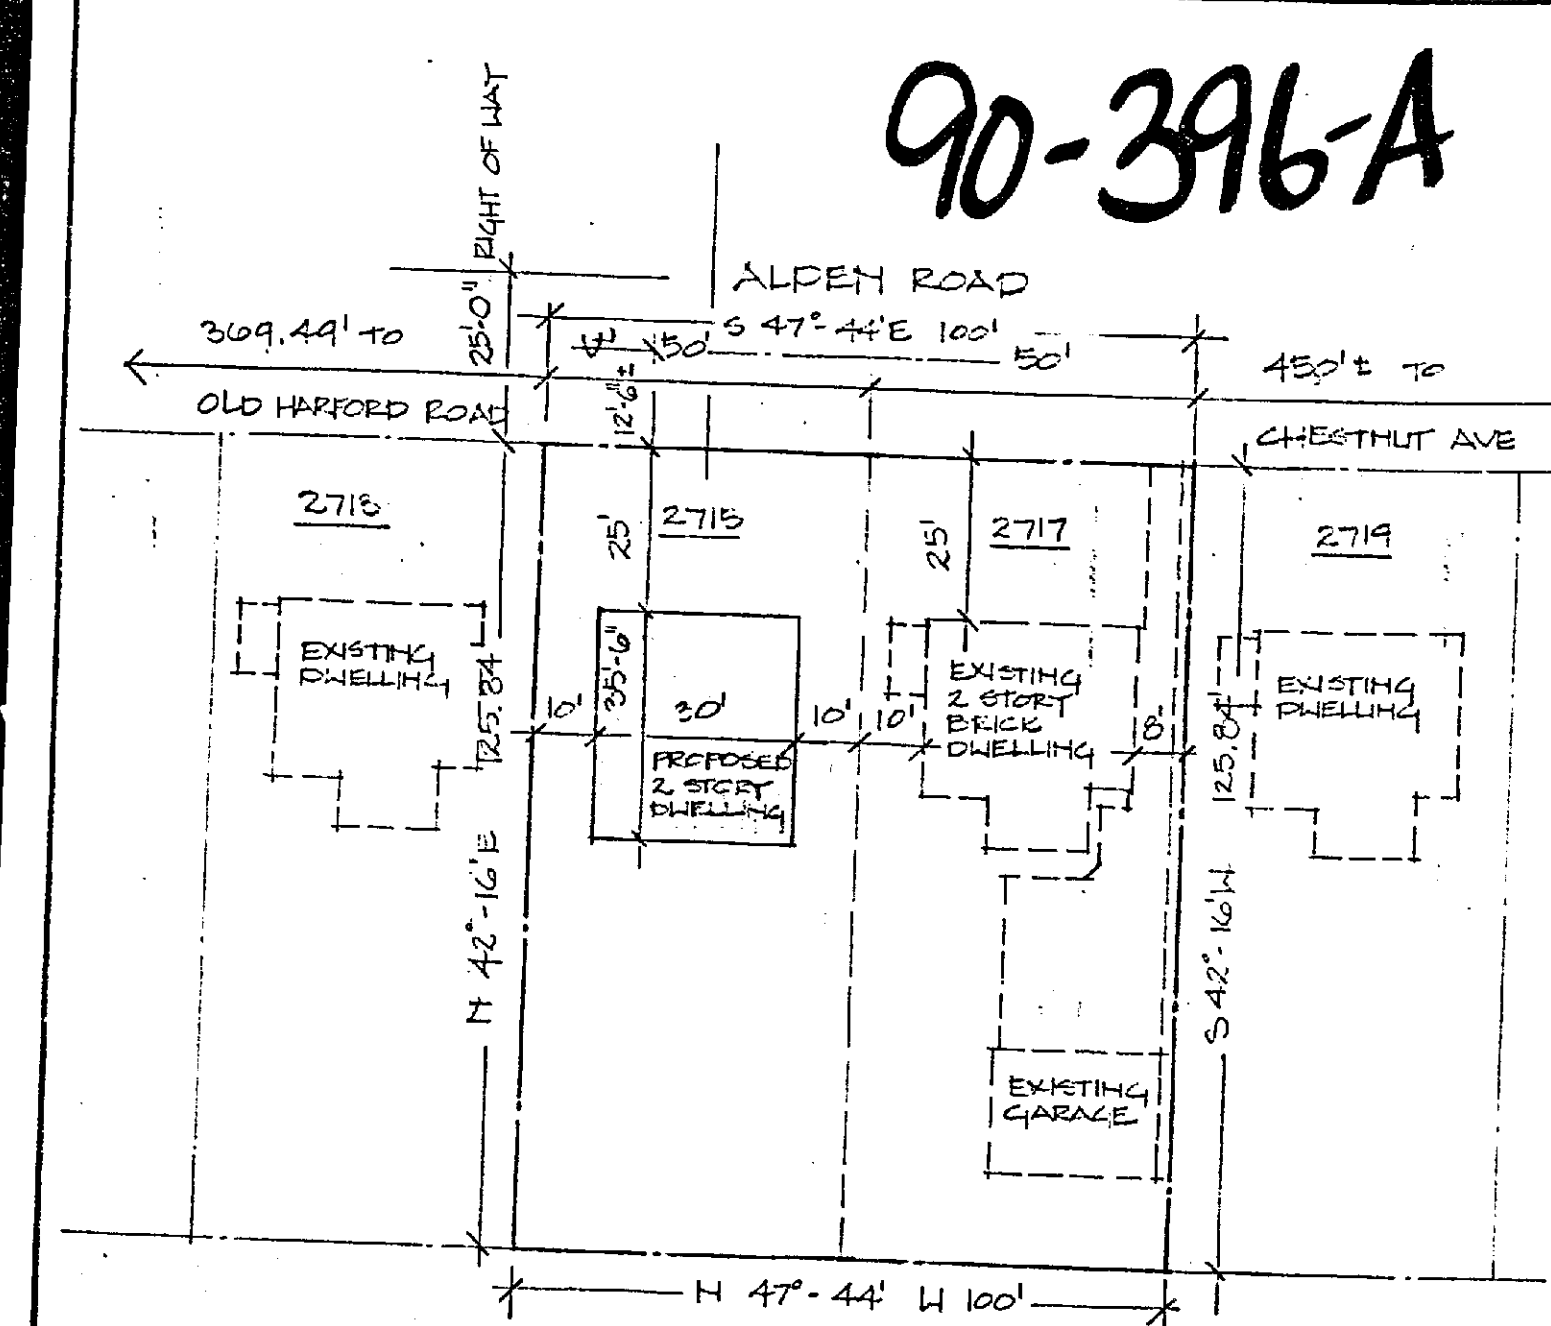 90-396-A
25'-0" RIGHT OF WAY
ALDEN ROAD
S 47°-44'E 100'
369.49' TO
OLD HARFORD ROAD
50'
50'
450'± TO
CHESTNUT AVE
12'-6"±
2713
2715
2717
2719
25'
25'
EXISTING
DWELLING
10'
35'-6"
30'
10'
10'
8'
PROPOSED
2 STORY
DWELLING
EXISTING
2 STORY
BRICK
DWELLING
EXISTING
DWELLING
N 42°-16'E 125.84
S 42°-16'W 125.84'
EXISTING
GARAGE
N 47°-44' W 100'